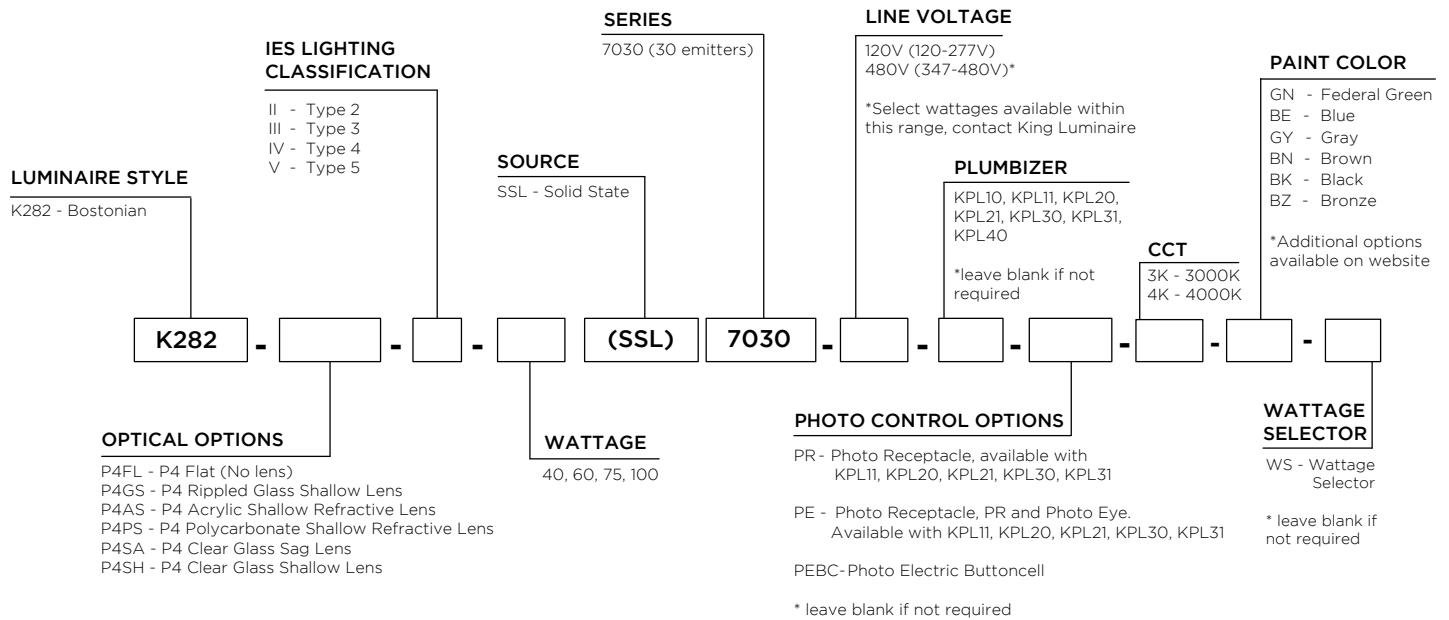 LUMINAIRE STYLE
K282 - Bostonian
IES LIGHTING
CLASSIFICATION
II - Type 2
III - Type 3
IV - Type 4
V - Type 5
SOURCE
SSL - Solid State
SERIES
7030 (30 emitters)
LINE VOLTAGE
120V (120-277V)
480V (347-480V)*
*Select wattages available within
this range, contact King Luminaire
PLUMBIZER
KPL10, KPL11, KPL20,
KPL21, KPL30, KPL31,
KPL40
*leave blank if not
required
CCT
3K - 3000K
4K - 4000K
PAINT COLOR
GN - Federal Green
BE - Blue
GY - Gray
BN - Brown
BK - Black
BZ - Bronze
*Additional options
available on website
K282 - - - (SSL) 7030 - - - - - -
OPTICAL OPTIONS
P4FL - P4 Flat (No lens)
P4GS - P4 Rippled Glass Shallow Lens
P4AS - P4 Acrylic Shallow Refractive Lens
P4PS - P4 Polycarbonate Shallow Refractive Lens
P4SA - P4 Clear Glass Sag Lens
P4SH - P4 Clear Glass Shallow Lens
WATTAGE
40, 60, 75, 100
PHOTO CONTROL OPTIONS
PR - Photo Receptacle, available with
KPL11, KPL20, KPL21, KPL30, KPL31
PE - Photo Receptacle, PR and Photo Eye.
Available with KPL11, KPL20, KPL21, KPL30, KPL31
PEBC-Photo Electric Buttoncell
* leave blank if not required
WATTAGE
SELECTOR
WS - Wattage
Selector
* leave blank if
not required